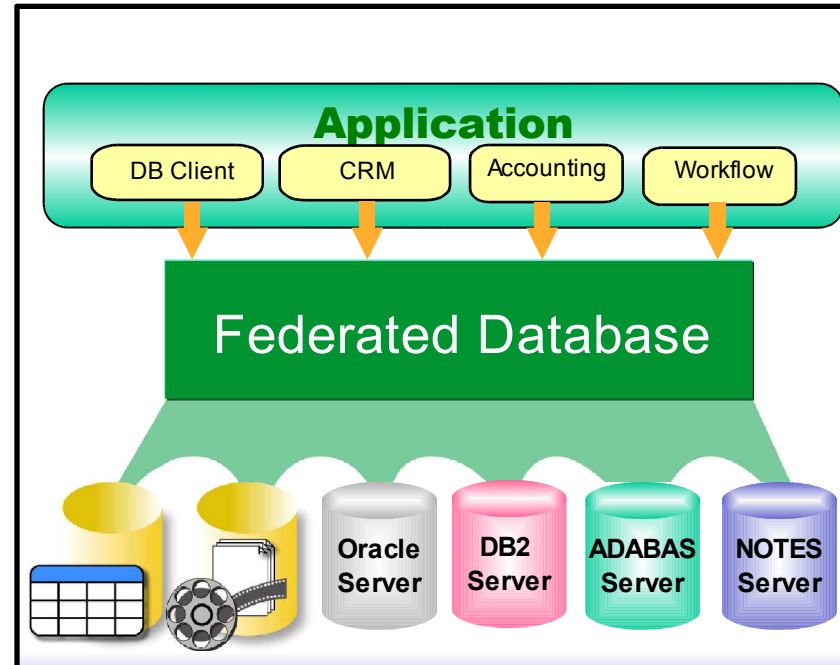 Application
DB Client
CRM
Accounting
Workflow
Federated Database
Oracle
Server
DB2
Server
ADABAS
Server
NOTES
Server